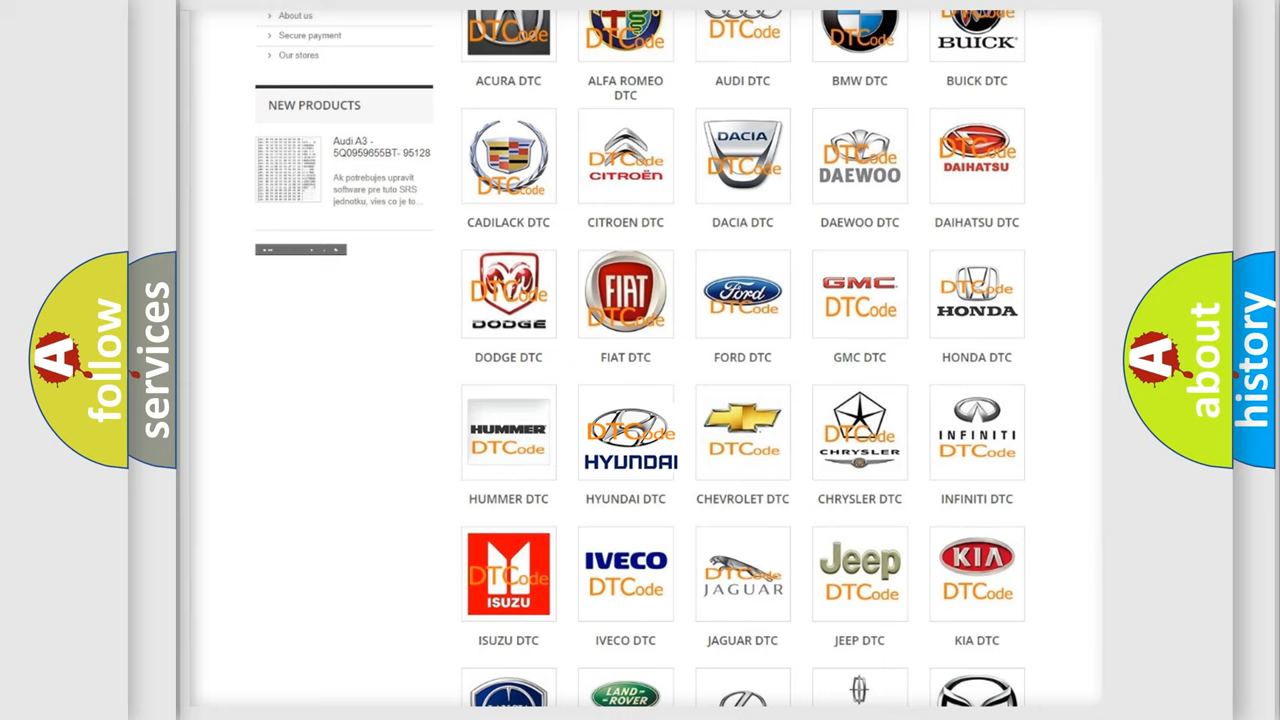 About us
Secure payment
Our stores
NEW PRODUCTS
Audi A3 -
5Q0959655BT- 95128
Ak potrebujes upravit
software pre tuto SRS
jednotku, vies co je to...
DTCode
DTCode
DTCode
DTCode
BUICK
ACURA DTC
ALFA ROMEO
DTC
AUDI DTC
BMW DTC
BUICK DTC
DTCode
DTCode
CITROËN
DACIA
DTCode
DTCode
DAEWOO
DTCode
DAIHATSU
CADILACK DTC
CITROEN DTC
DACIA DTC
DAEWOO DTC
DAIHATSU DTC
DTCode
DODGE
FIAT
DTCode
Ford
DTCode
GMC
DTCode
DTCode
HONDA
DODGE DTC
FIAT DTC
FORD DTC
GMC DTC
HONDA DTC
HUMMER
DTCode
DTCode
HYUNDAI
DTCode
DTCode
CHRYSLER
INFINITI
DTCode
HUMMER DTC
HYUNDAI DTC
CHEVROLET DTC
CHRYSLER DTC
INFINITI DTC
DTCode
ISUZU
IVECO
DTCode
DTCode
JAGUAR
Jeep
DTCode
KIA
DTCode
ISUZU DTC
IVECO DTC
JAGUAR DTC
JEEP DTC
KIA DTC
LAND-
ROVER
A
follow
services
A
about
history